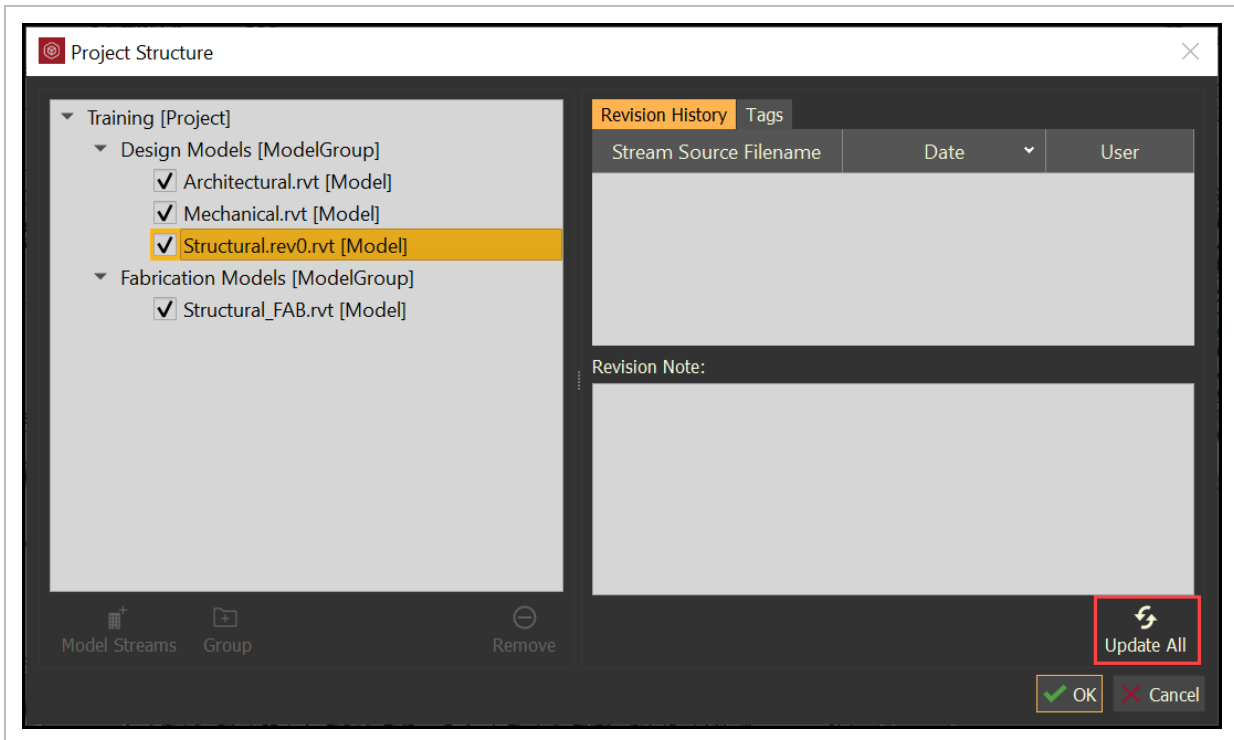 Project Structure
Training [Project]
Design Models [ModelGroup]
Architectural.rvt [Model]
Mechanical.rvt [Model]
Structural.rev0.rvt [Model]
Fabrication Models [ModelGroup]
Structural_FAB.rvt [Model]
Model Streams Group Remove
Revision History Tags
Stream Source Filename Date User
Revision Note:
Update All
OK Cancel